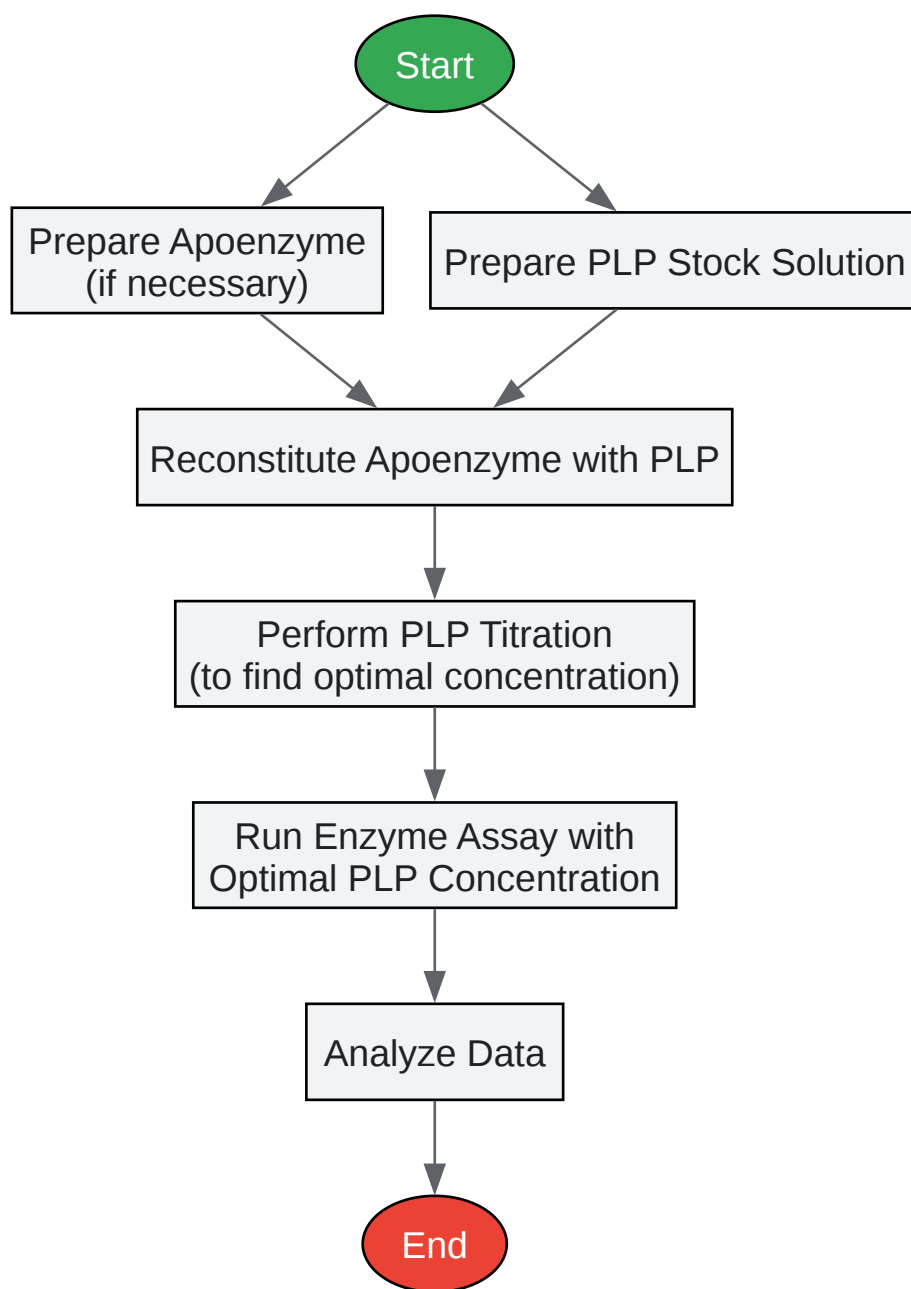 Start
Prepare Apoenzyme
(if necessary)
Prepare PLP Stock Solution
Reconstitute Apoenzyme with PLP
Perform PLP Titration
(to find optimal concentration)
Run Enzyme Assay with
Optimal PLP Concentration
Analyze Data
End